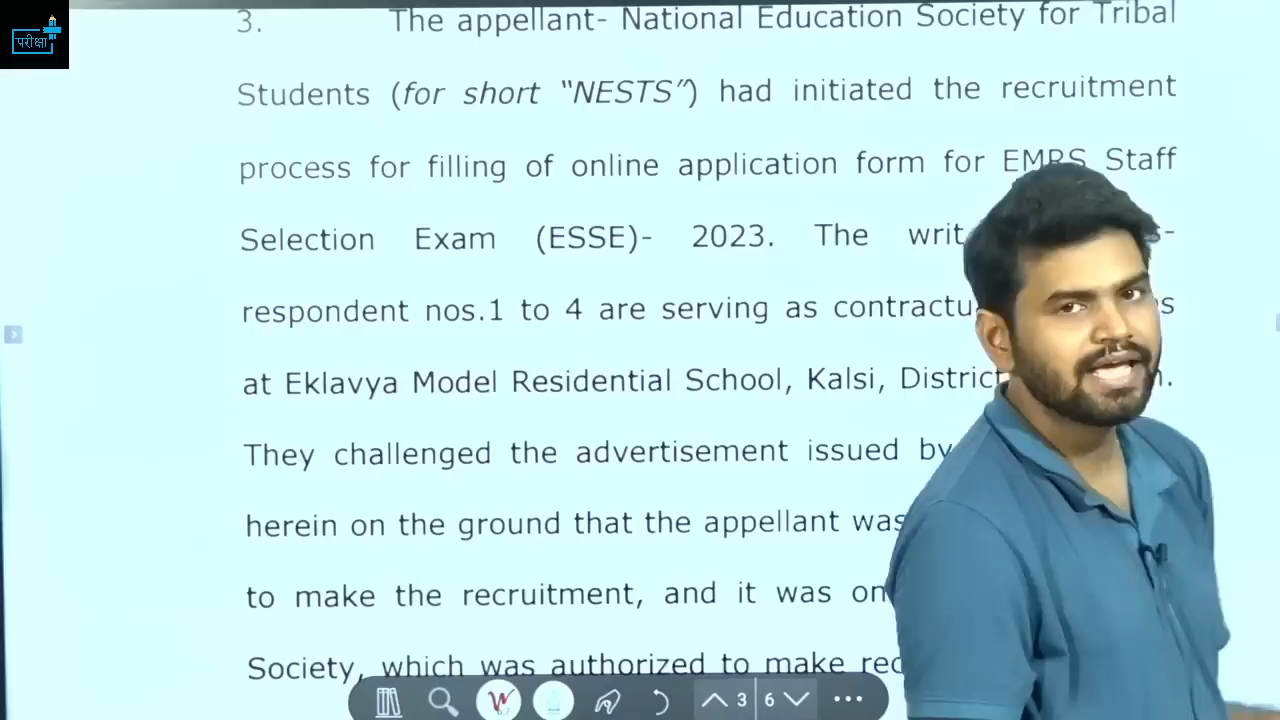 परीक्षा
3. The appellant- National Education Society for Tribal
Students (for short "NESTS") had initiated the recruitment
process for filling of online application form for EMRS Staff
Selection Exam (ESSE)- 2023. The writ
respondent nos.1 to 4 are serving as
at Eklavya Model Residential School, Kalsi,
They challenged the advertisement issued by
herein on the ground that the appellant was
to make the recruitment, and it was
Society, which was authorized to make
3 6